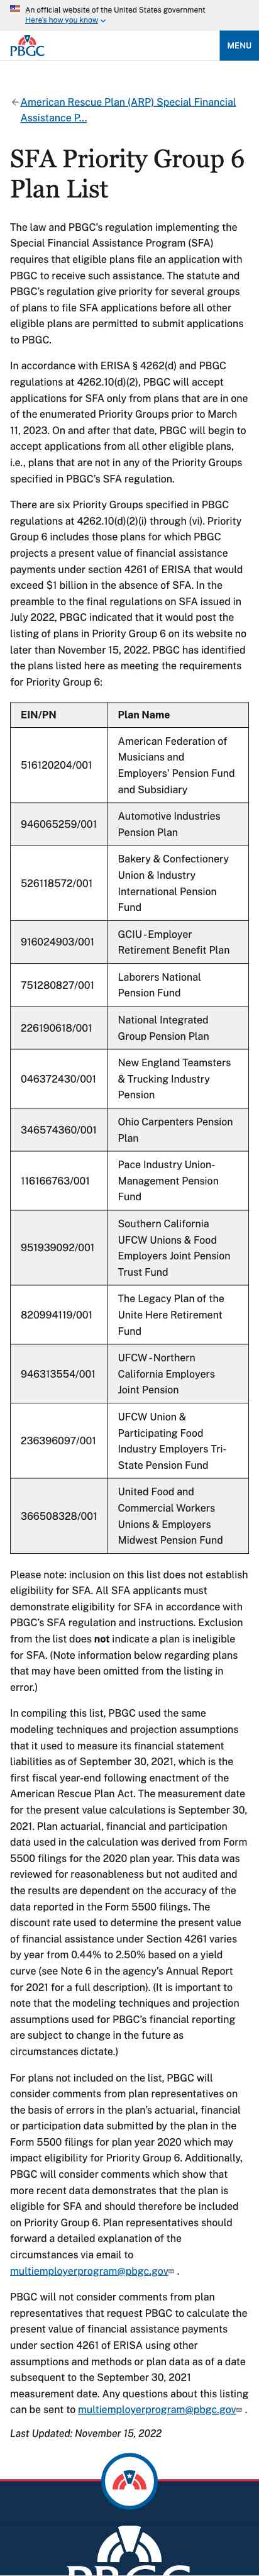 An official website of the United States government
Here's how you know
PBGC
MENU
American Rescue Plan (ARP) Special Financial
Assistance P...
SFA Priority Group 6
Plan List
The law and PBGC's regulation implementing the
Special Financial Assistance Program (SFA)
requires that eligible plans file an application with
PBGC to receive such assistance. The statute and
PBGC's regulation give priority for several groups
of plans to file SFA applications before all other
eligible plans are permitted to submit applications
to PBGC.
In accordance with ERISA § 4262(d) and PBGC
regulations at 4262.10(d)(2), PBGC will accept
applications for SFA only from plans that are in one
of the enumerated Priority Groups prior to March
11, 2023. On and after that date, PBGC will begin to
accept applications from all other eligible plans,
i.e., plans that are not in any of the Priority Groups
specified in PBGC's SFA regulation.
There are six Priority Groups specified in PBGC
regulations at 4262.10(d)(2)(i) through (vi). Priority
Group 6 includes those plans for which PBGC
projects a present value of financial assistance
payments under section 4261 of ERISA that would
exceed $1 billion in the absence of SFA. In the
preamble to the final regulations on SFA issued in
July 2022, PBGC indicated that it would post the
listing of plans in Priority Group 6 on its website no
later than November 15, 2022. PBGC has identified
the plans listed here as meeting the requirements
for Priority Group 6:
EIN/PN Plan Name
516120204/001 American Federation of
Musicians and
Employers' Pension Fund
and Subsidiary
946065259/001 Automotive Industries
Pension Plan
526118572/001 Bakery & Confectionery
Union & Industry
International Pension
Fund
916024903/001 GCIU-Employer
Retirement Benefit Plan
751280827/001 Laborers National
Pension Fund
226190618/001 National Integrated
Group Pension Plan
046372430/001 New England Teamsters
& Trucking Industry
Pension
346574360/001 Ohio Carpenters Pension
Plan
116166763/001 Pace Industry Union-
Management Pension
Fund
951939092/001 Southern California
UFCW Unions & Food
Employers Joint Pension
Trust Fund
820994119/001 The Legacy Plan of the
Unite Here Retirement
Fund
946313554/001 UFCW-Northern
California Employers
Joint Pension
236396097/001 UFCW Union &
Participating Food
Industry Employers Tri-
State Pension Fund
366508328/001 United Food and
Commercial Workers
Unions & Employers
Midwest Pension Fund
Please note: inclusion on this list does not establish
eligibility for SFA. All SFA applicants must
demonstrate eligibility for SFA in accordance with
PBGC's SFA regulation and instructions. Exclusion
from the list does not indicate a plan is ineligible
for SFA. (Note information below regarding plans
that may have been omitted from the listing in
error.)
In compiling this list, PBGC used the same
modeling techniques and projection assumptions
that it used to measure its financial statement
liabilities as of September 30, 2021, which is the
first fiscal year-end following enactment of the
American Rescue Plan Act. The measurement date
for the present value calculations is September 30,
2021. Plan actuarial, financial and participation
data used in the calculation was derived from Form
5500 filings for the 2020 plan year. This data was
reviewed for reasonableness but not audited and
the results are dependent on the accuracy of the
data reported in the Form 5500 filings. The
discount rate used to determine the present value
of financial assistance under Section 4261 varies
by year from 0.44% to 2.50% based on a yield
curve (see Note 6 in the agency's Annual Report
for 2021 for a full description). (It is important to
note that the modeling techniques and projection
assumptions used for PBGC's financial reporting
are subject to change in the future as
circumstances dictate.)
For plans not included on the list, PBGC will
consider comments from plan representatives on
the basis of errors in the plan's actuarial, financial
or participation data submitted by the plan in the
Form 5500 filings for plan year 2020 which may
impact eligibility for Priority Group 6. Additionally,
PBGC will consider comments which show that
more recent data demonstrates that the plan is
eligible for SFA and should therefore be included
on Priority Group 6. Plan representatives should
forward a detailed explanation of the
circumstances via email to
multiemployerprogram@pbgc.gov .
PBGC will not consider comments from plan
representatives that request PBGC to calculate the
present value of financial assistance payments
under section 4261 of ERISA using other
assumptions and methods or plan data as of a date
subsequent to the September 30, 2021
measurement date. Any questions about this listing
can be sent to multiemployerprogram@pbgc.gov .
Last Updated: November 15, 2022
PBGC